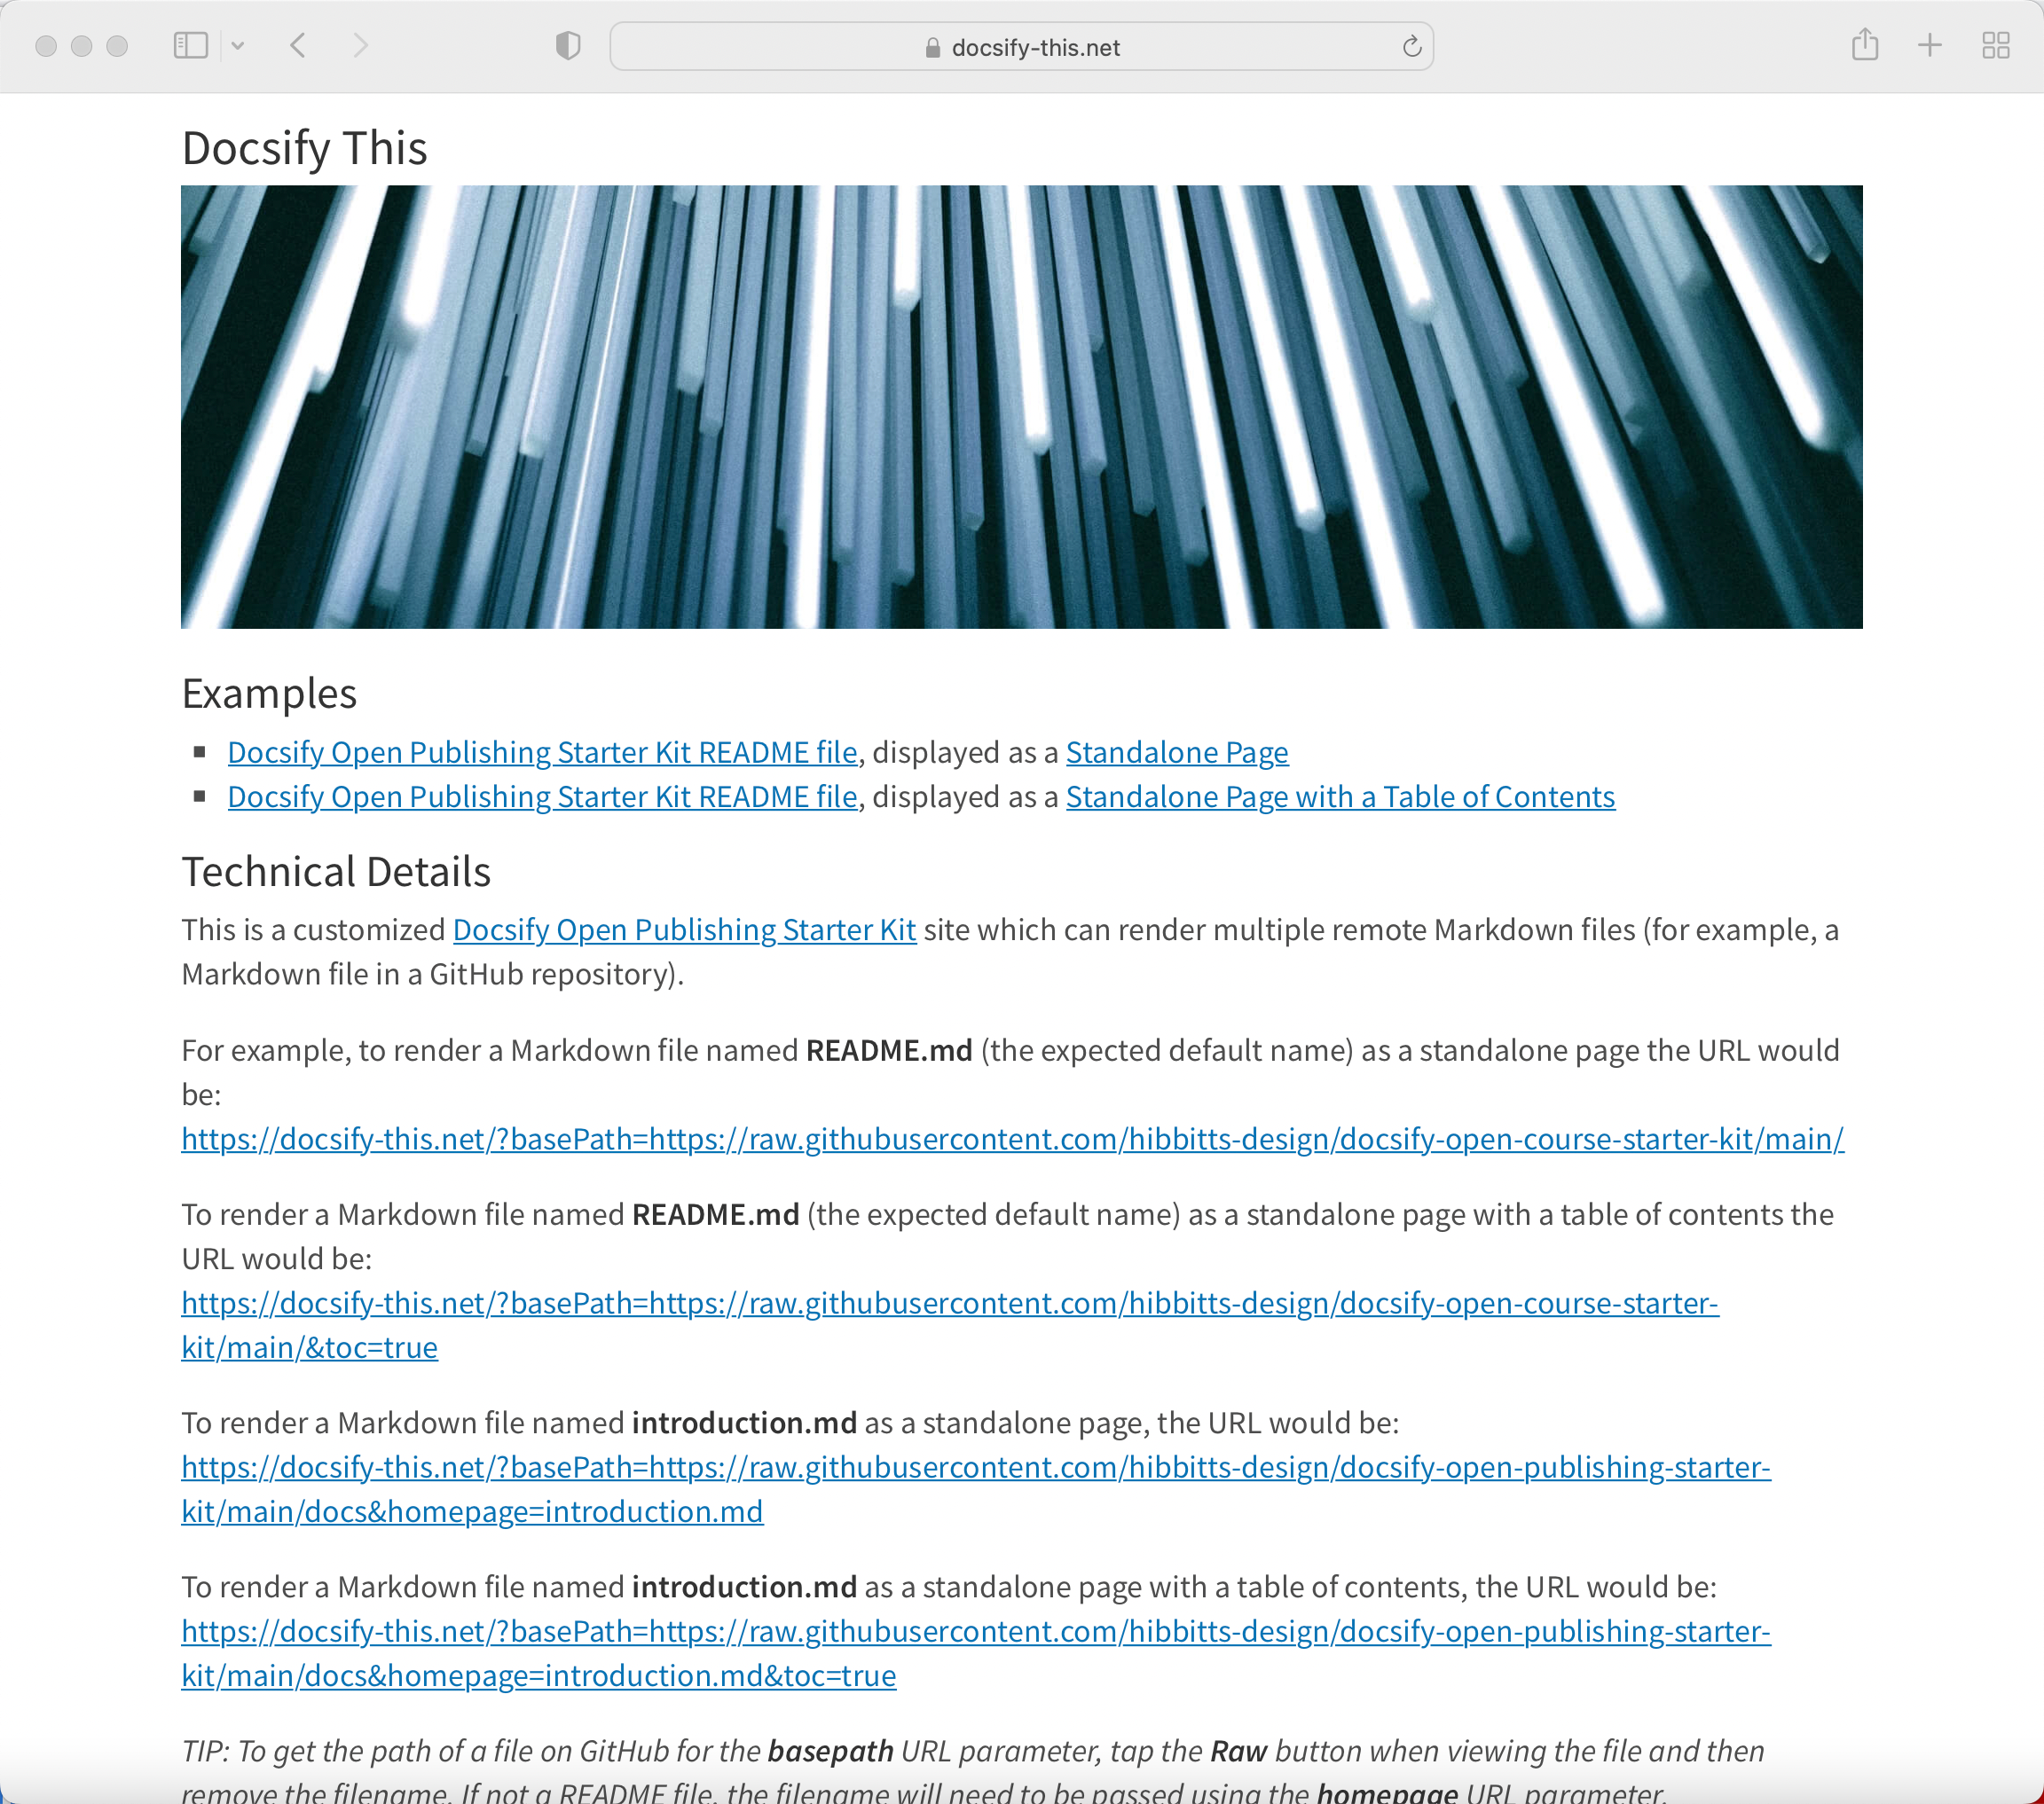 docsify-this.net
Docsify This
Examples
Docsify Open Publishing Starter Kit README file, displayed as a Standalone Page
Docsify Open Publishing Starter Kit README file, displayed as a Standalone Page with a Table of Contents
Technical Details
This is a customized Docsify Open Publishing Starter Kit site which can render multiple remote Markdown files (for example, a
Markdown file in a GitHub repository).
For example, to render a Markdown file named README.md (the expected default name) as a standalone page the URL would
be:
https://docsify-this.net/?basePath=https://raw.githubusercontent.com/hibbitts-design/docsify-open-course-starter-kit/main/
To render a Markdown file named README.md (the expected default name) as a standalone page with a table of contents the
URL would be:
https://docsify-this.net/?basePath=https://raw.githubusercontent.com/hibbitts-design/docsify-open-course-starter-
kit/main/&toc=true
To render a Markdown file named introduction.md as a standalone page, the URL would be:
https://docsify-this.net/?basePath=https://raw.githubusercontent.com/hibbitts-design/docsify-open-publishing-starter-
kit/main/docs&homepage=introduction.md
To render a Markdown file named introduction.md as a standalone page with a table of contents, the URL would be:
https://docsify-this.net/?basePath=https://raw.githubusercontent.com/hibbitts-design/docsify-open-publishing-starter-
kit/main/docs&homepage=introduction.md&toc=true
TIP: To get the path of a file on GitHub for the basepath URL parameter, tap the Raw button when viewing the file and then
remove the filename. If not a README file, the filename will need to be passed using the homepage URL parameter.